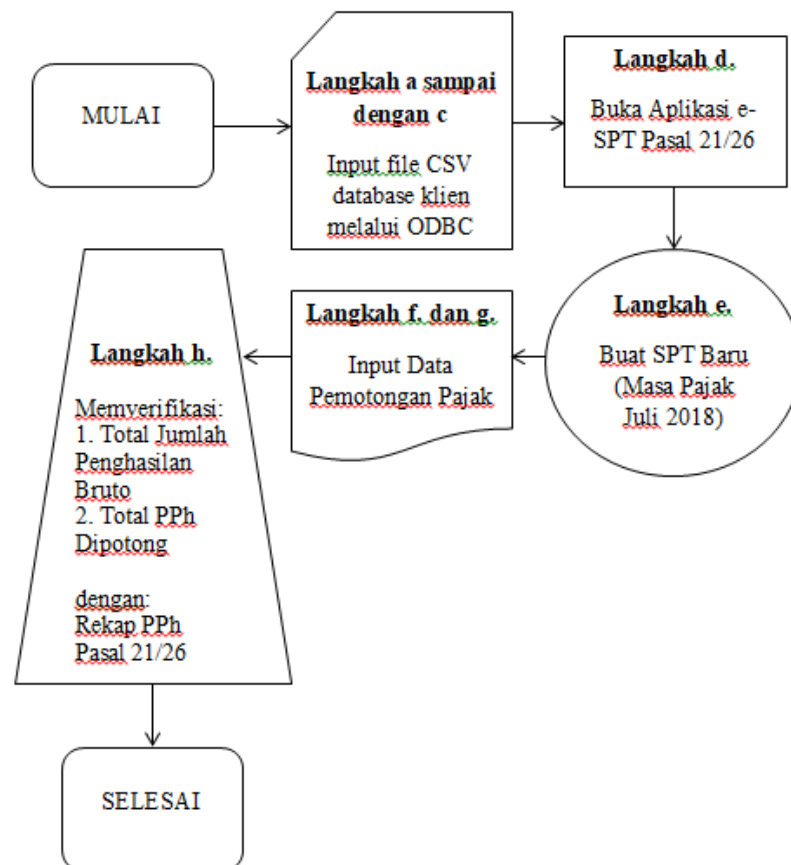 MULAI
Langkah a sampai
dengan c
Input file CSV
database klien
melalui ODBC
Langkah d.
Buka Aplikasi e-
SPT Pasal 21/26
Langkah e.
Buat SPT Baru
(Masa Pajak
Juli 2018)
Langkah f. dan g.
Input Data
Pemotongan Pajak
Langkah h.
Memverifikasi:
1. Total Jumlah
Penghasilan
Bruto
2. Total PPh
Dipotong
dengan:
Rekap PPh
Pasal 21/26
SELESAI